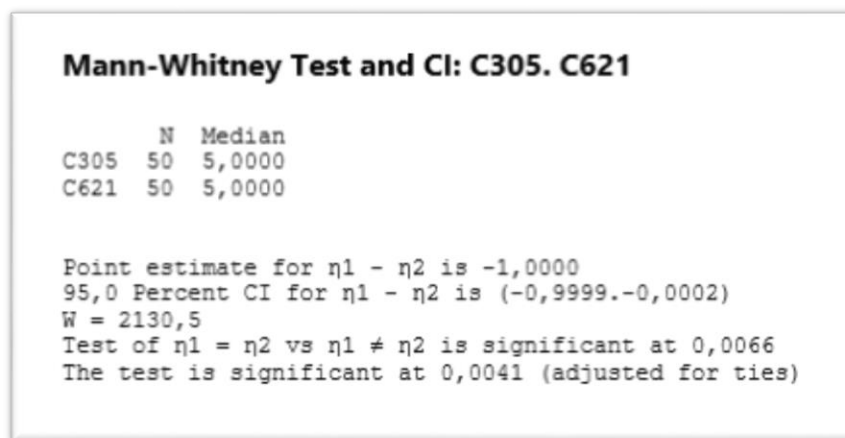 Mann-Whitney Test and CI: C305. C621
N Median
C305 50 5,0000
C621 50 5,0000
Point estimate for η1 - η2 is -1,0000
95,0 Percent CI for η1 - η2 is (-0,9999.-0,0002)
W = 2130,5
Test of η1 = η2 vs η1 ≠ η2 is significant at 0,0066
The test is significant at 0,0041 (adjusted for ties)